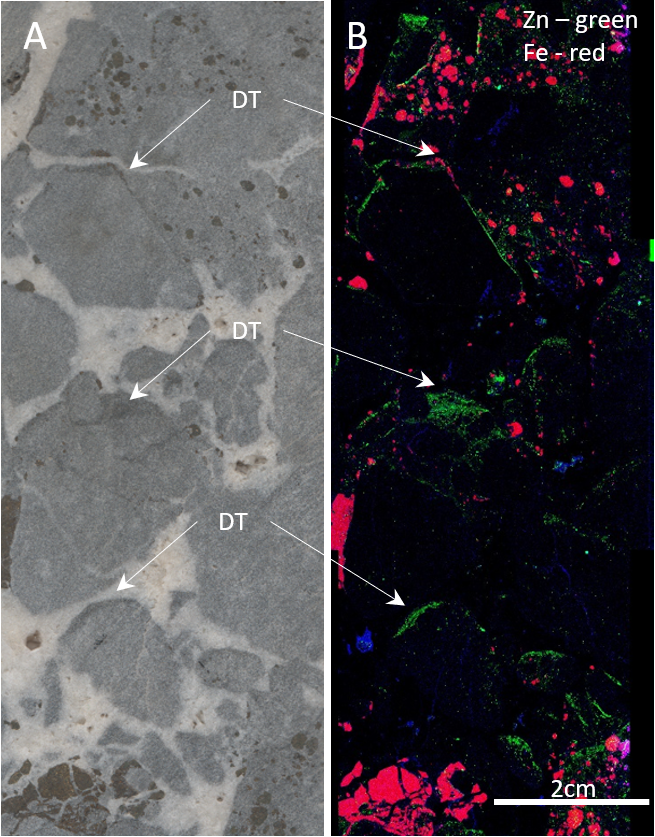 A
B
Zn – green
Fe - red
DT
DT
DT
2cm